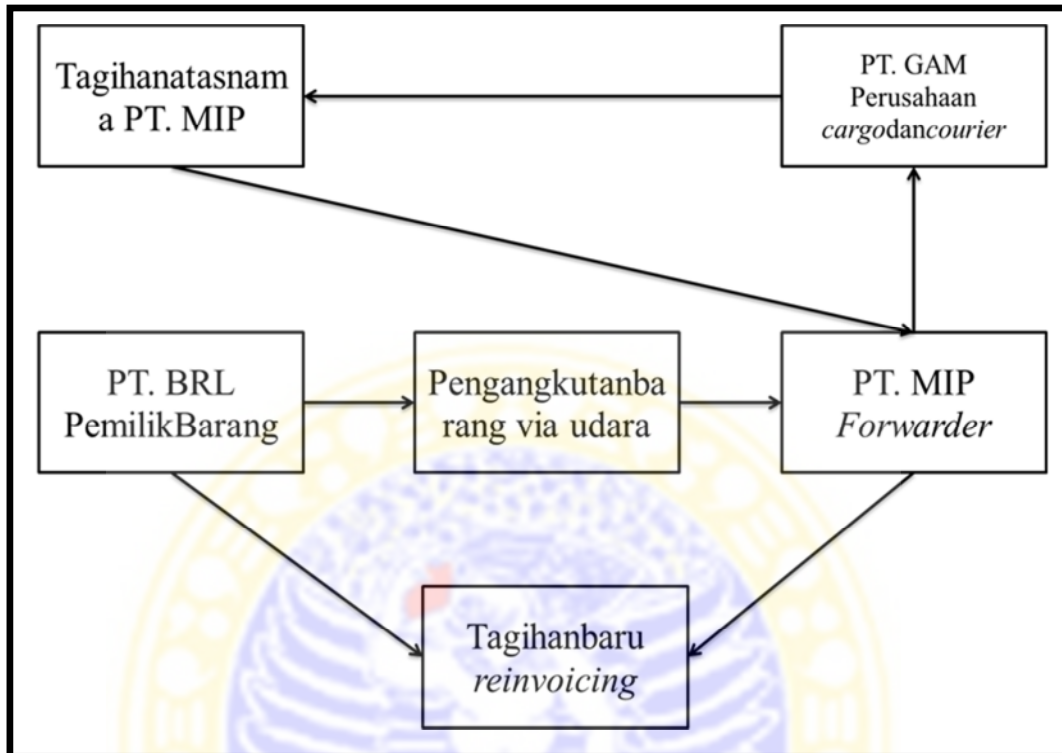 Tagihanatasnam
a PT. MIP
PT. GAM
Perusahaan
cargodancourier
PT. BRL
PemilikBarang
Pengangkutanba
rang via udara
PT. MIP
Forwarder
Tagihanbaru
reinvoicing